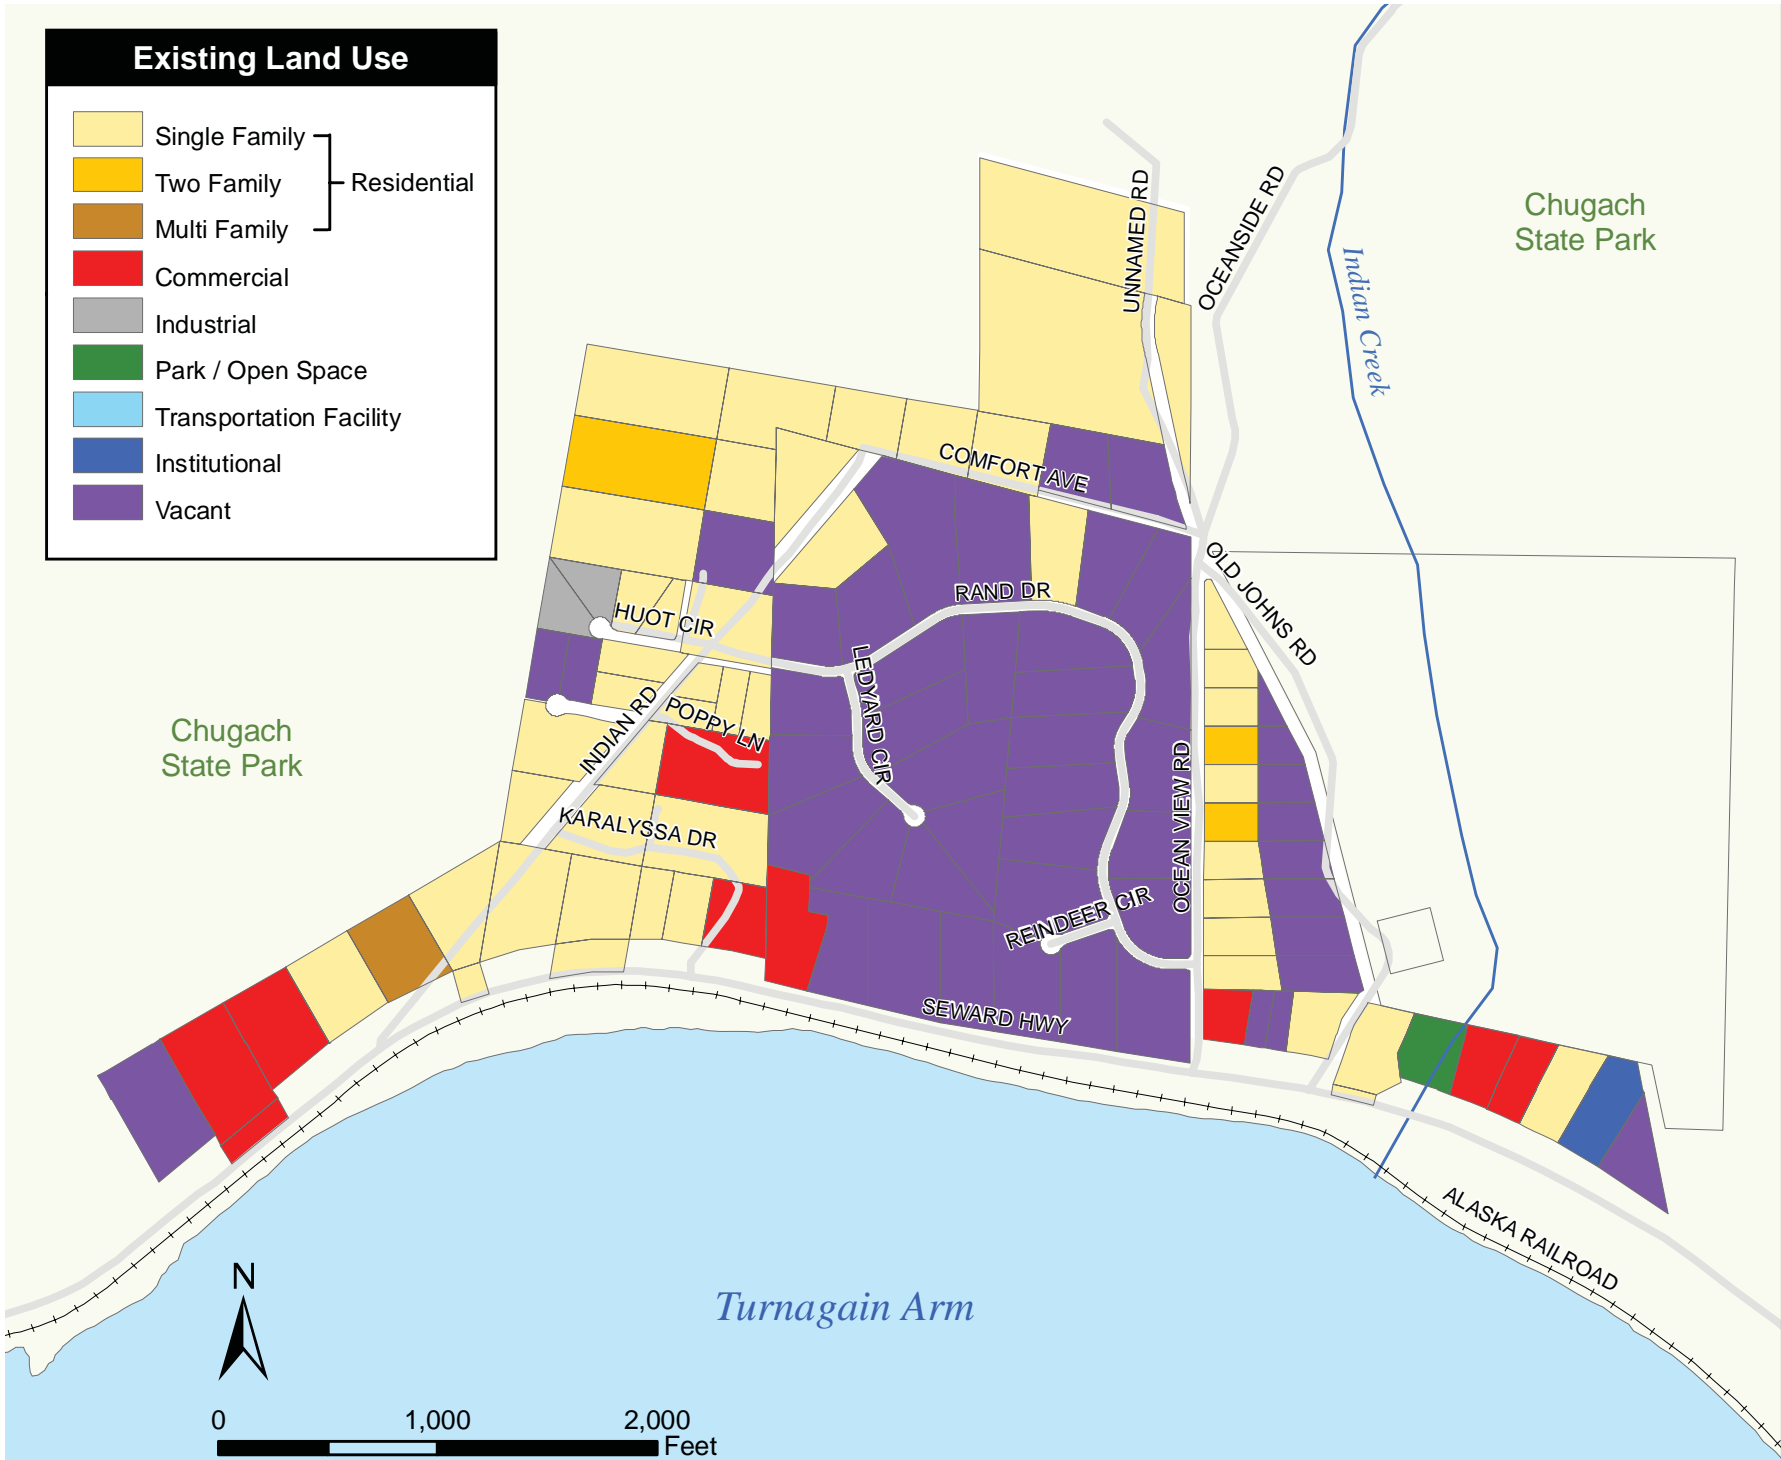 Existing Land Use
Single Family
Two Family
Residential
Multi Family
Commercial
Industrial
Park / Open Space
Transportation Facility
Institutional
Vacant
UNNAMED RD
OCEANSIDE RD
Chugach
State Park
Indian Creek
COMFORT AVE
OLD JOHNS RD
RAND DR
HUOT CIR
LEDYARD CIR
INDIAN RD
POPPY LN
Chugach
State Park
OCEAN VIEW RD
KARALYSSA DR
REINDEER CIR
SEWARD HWY
ALASKA RAILROAD
Turnagain Arm
N
0
1,000
2,000
Feet